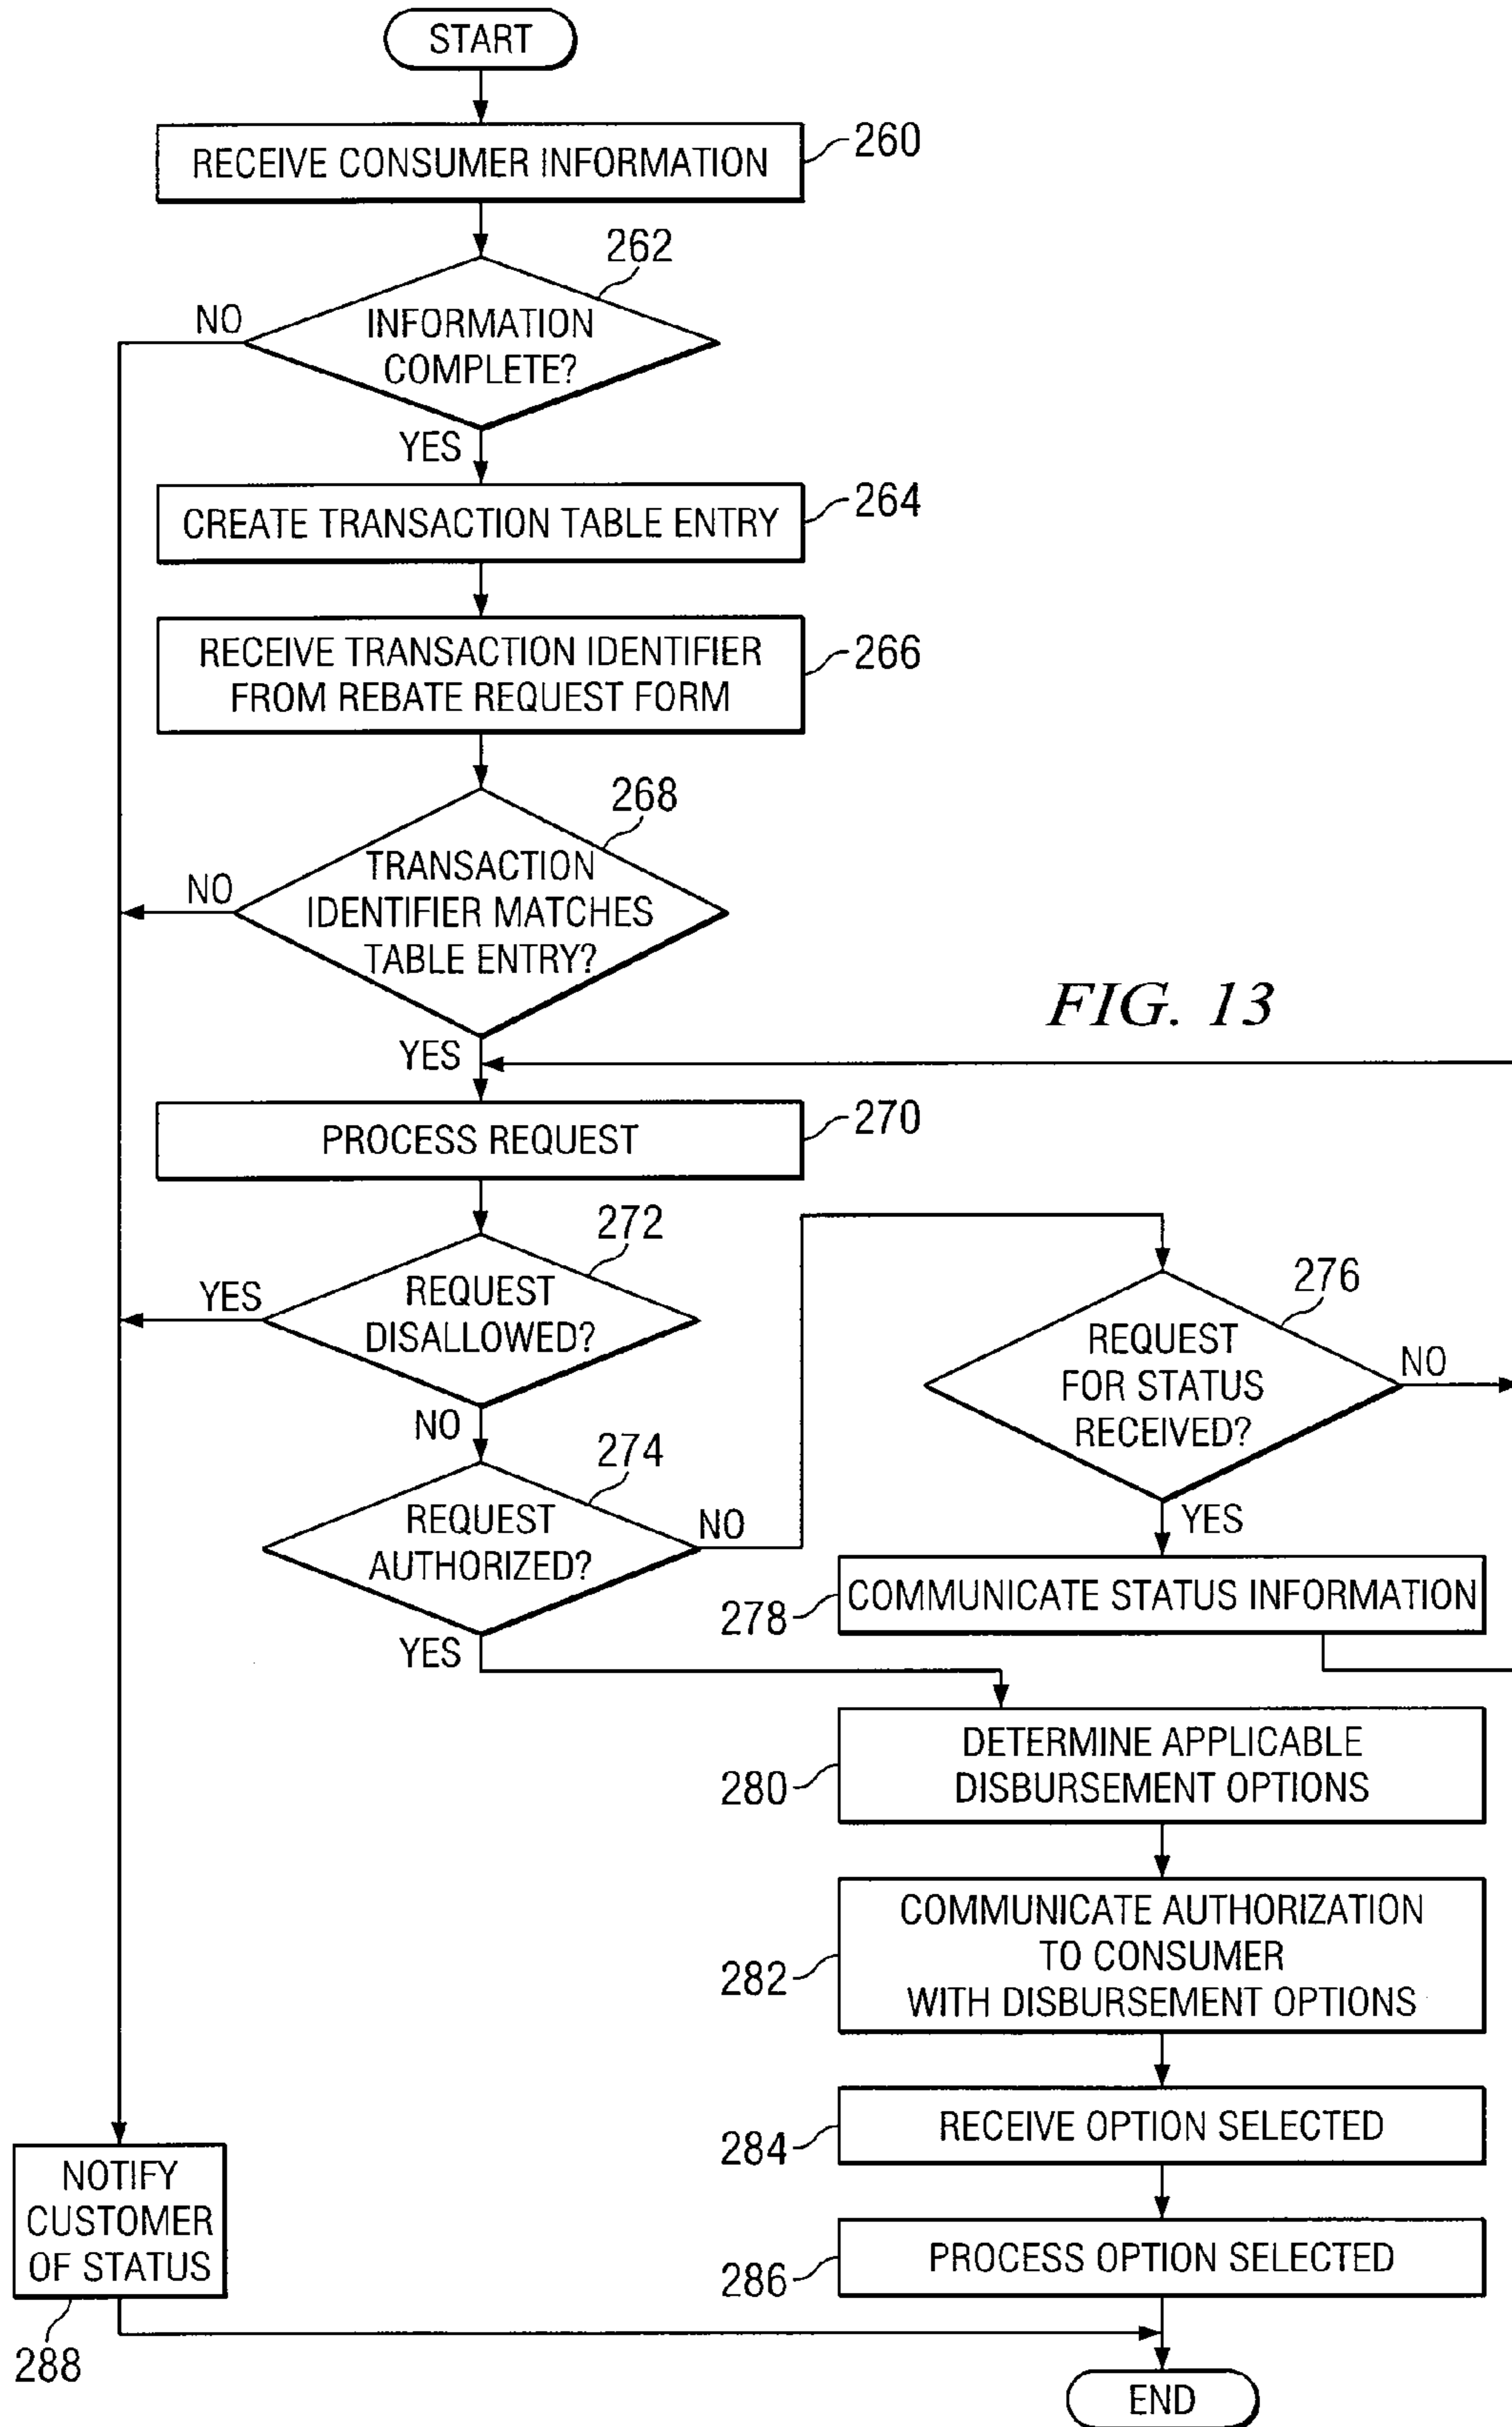 START
RECEIVE CONSUMER INFORMATION
260
262
INFORMATION
COMPLETE?
NO
YES
CREATE TRANSACTION TABLE ENTRY
264
RECEIVE TRANSACTION IDENTIFIER
FROM REBATE REQUEST FORM
266
268
TRANSACTION
IDENTIFIER MATCHES
TABLE ENTRY?
NO
YES
FIG. 13
PROCESS REQUEST
270
272
REQUEST
DISALLOWED?
YES
NO
274
REQUEST
AUTHORIZED?
NO
YES
276
REQUEST
FOR STATUS
RECEIVED?
NO
YES
COMMUNICATE STATUS INFORMATION
278
DETERMINE APPLICABLE
DISBURSEMENT OPTIONS
280
COMMUNICATE AUTHORIZATION
TO CONSUMER
WITH DISBURSEMENT OPTIONS
282
RECEIVE OPTION SELECTED
284
PROCESS OPTION SELECTED
286
NOTIFY
CUSTOMER
OF STATUS
288
END